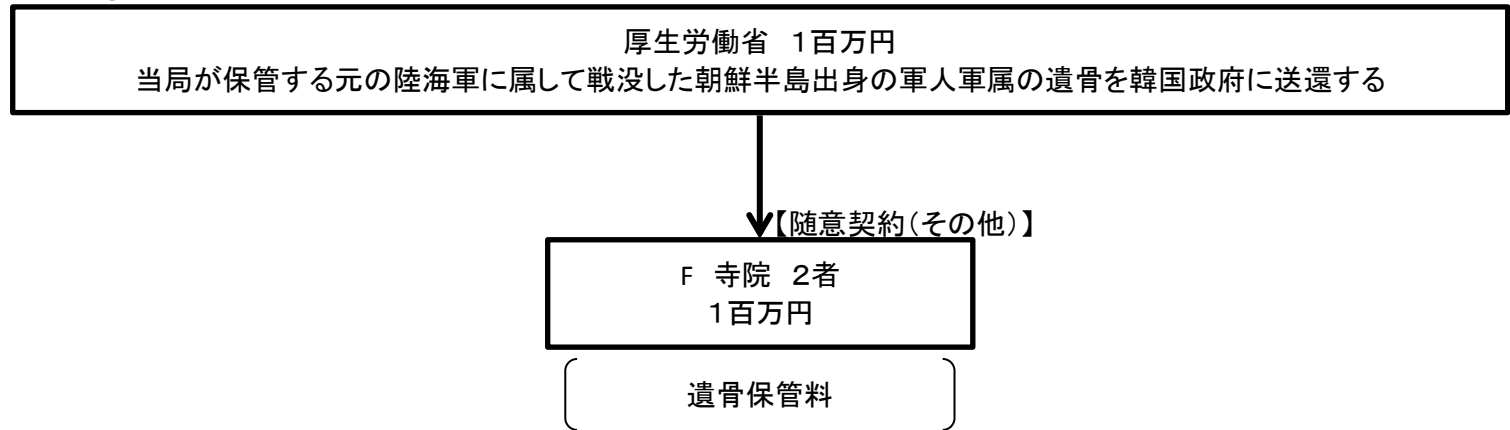 厚生労働省 1百万円
当局が保管する元の陸海軍に属して戦没した朝鮮半島出身の軍人軍属の遺骨を韓国政府に送還する
【随意契約(その他)】
F 寺院 2者
1百万円
遺骨保管料